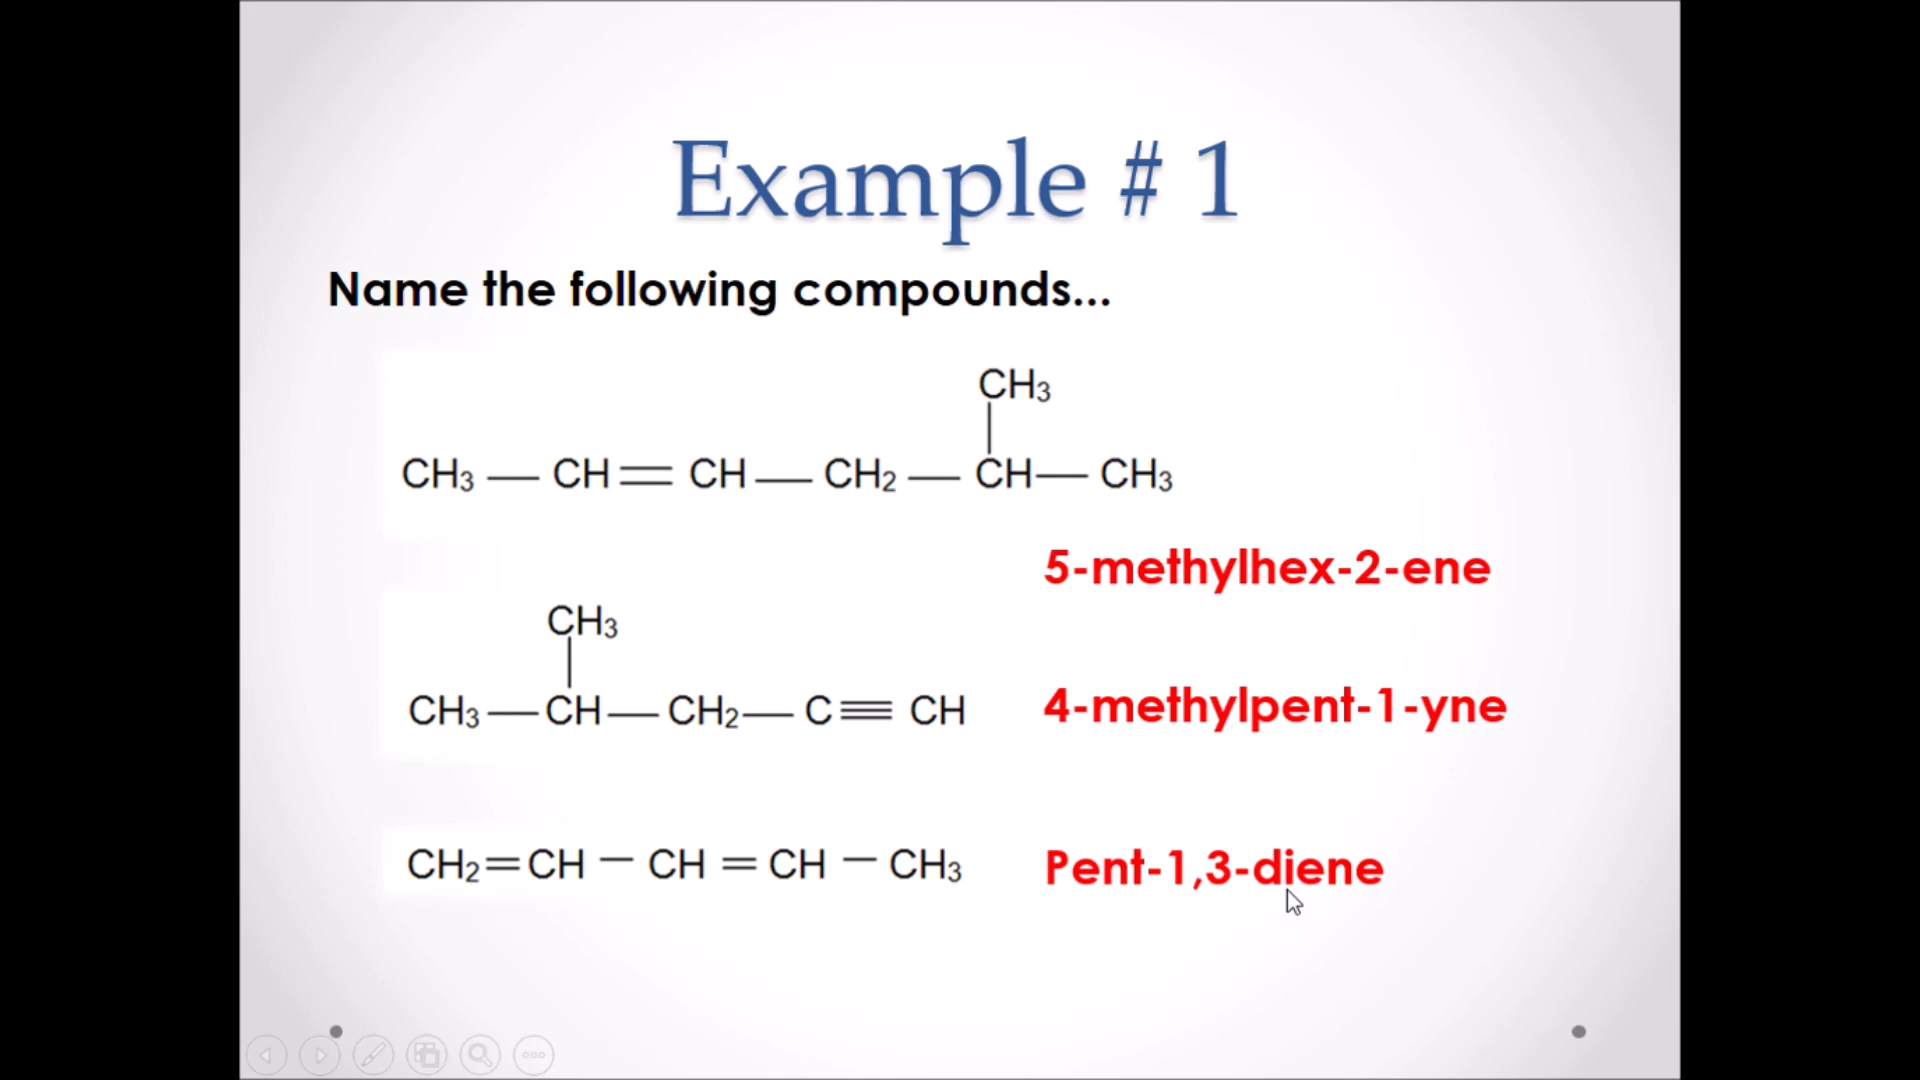 Example # 1
Name the following compounds...
CH3
CH3 — CH = CH — CH2 — CH — CH3
5-methylhex-2-ene
CH3
CH3 — CH — CH2 — C ≡ CH
4-methylpent-1-yne
CH2 = CH — CH = CH — CH3
Pent-1,3-diene